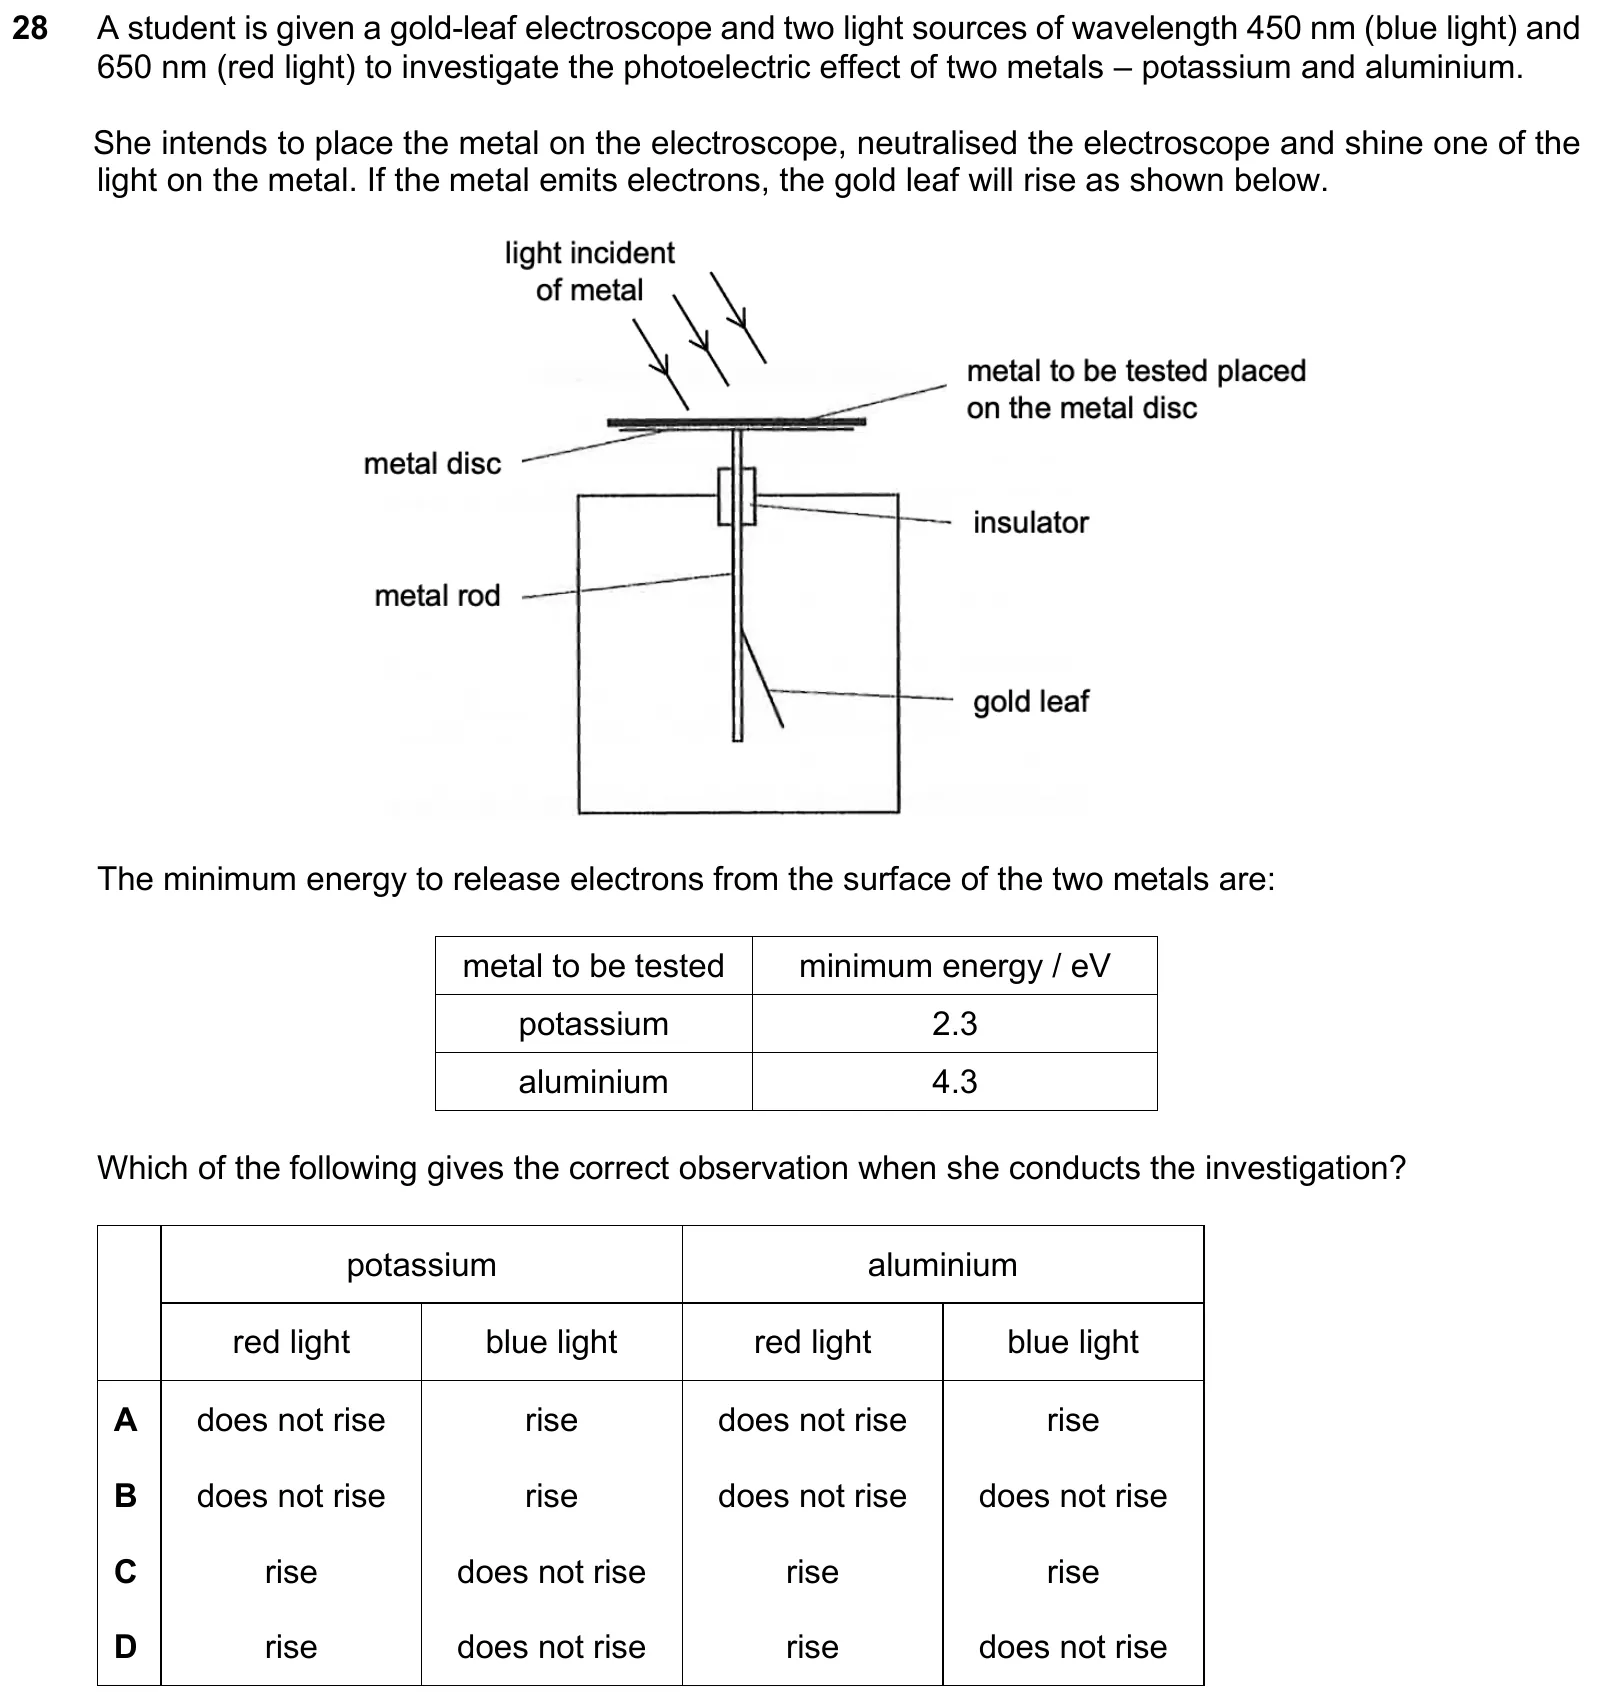 28 A student is given a gold-leaf electroscope and two light sources of wavelength 450 nm (blue light) and
650 nm (red light) to investigate the photoelectric effect of two metals – potassium and aluminium.
She intends to place the metal on the electroscope, neutralised the electroscope and shine one of the
light on the metal. If the metal emits electrons, the gold leaf will rise as shown below.
light incident
of metal
metal to be tested placed
on the metal disc
metal disc
insulator
metal rod
gold leaf
The minimum energy to release electrons from the surface of the two metals are:
metal to be tested minimum energy / eV
potassium 2.3
aluminium 4.3
Which of the following gives the correct observation when she conducts the investigation?
potassium aluminium
red light blue light red light blue light
A does not rise rise does not rise rise
B does not rise rise does not rise does not rise
C rise does not rise rise rise
D rise does not rise rise does not rise